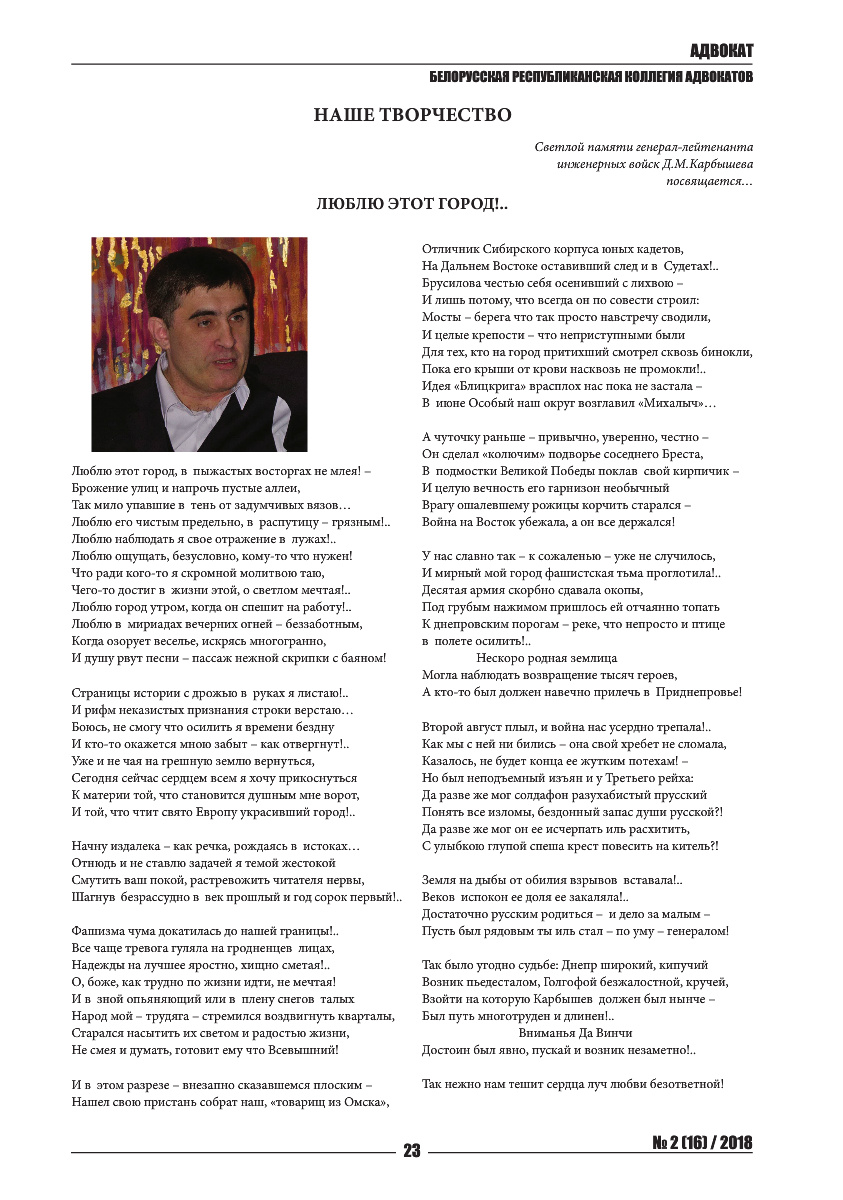 АДВОКАТ
БЕЛОРУССКАЯ РЕСПУБЛИКАНСКАЯ КОЛЛЕГИЯ АДВОКАТОВ
НАШЕ ТВОРЧЕСТВО
Светлой памяти генерал-лейтенанта
инженерных войск Д.М.Карбышева
посвящается…
ЛЮБЛЮ ЭТОТ ГОРОД!..
Люблю этот город, в пыжастых восторгах не млея! –
Брожение улиц и напрочь пустые аллеи,
Так мило упавшие в тень от задумчивых вязов…
Люблю его чистым предельно, в распутицу – грязным!..
Люблю наблюдать я свое отражение в лужах!..
Люблю ощущать, безусловно, кому-то что нужен!
Что ради кого-то я скромной молитвою таю,
Чего-то достиг в жизни этой, о светлом мечтая!..
Люблю город утром, когда он спешит на работу!..
Люблю в мириадах вечерних огней – беззаботным,
Когда озорует веселье, искрясь многогранно,
И душу рвут песни – пассаж нежной скрипки с баяном!
Страницы истории с дрожью в руках я листаю!..
И рифм неказистых признания строки верстаю…
Боюсь, не смогу что осилить я времени бездну
И кто-то окажется мною забыт – как отвергнут!..
Уже и не чая на грешную землю вернуться,
Сегодня сейчас сердцем всем я хочу прикоснуться
К материи той, что становится душным мне ворот,
И той, что чтит свято Европу украсивший город!..
Начну издалека – как речка, рождаясь в истоках…
Отнюдь и не ставлю задачей я темой жестокой
Смутить ваш покой, растревожить читателя нервы,
Шагнув безрассудно в век прошлый и год сорок первый!..
Фашизма чума докатилась до нашей границы!..
Все чаще тревога гуляла на гродненцев лицах,
Надежды на лучшее яростно, хищно сметая!..
О, боже, как трудно по жизни идти, не мечтая!
И в зной опьяняющий или в плену снегов талых
Народ мой – трудяга – стремился воздвигнуть кварталы,
Старался насытить их светом и радостью жизни,
Не смея и думать, готовит ему что Всевышний!
И в этом разрезе – внезапно сказавшемся плоским –
Нашел свою пристань собрат наш, «товарищ из Омска»,
Отличник Сибирского корпуса юных кадетов,
На Дальнем Востоке оставивший след и в Судетах!..
Брусилова честью себя осенивший с лихвою –
И лишь потому, что всегда он по совести строил:
Мосты – берега что так просто навстречу сводили,
И целые крепости – что неприступными были
Для тех, кто на город притихший смотрел сквозь бинокли,
Пока его крыши от крови насквозь не промокли!..
Идея «Блицкрига» врасплох нас пока не застала –
В июне Особый наш округ возглавил «Михалыч»…
А чуточку раньше – привычно, уверенно, честно –
Он сделал «колючим» подворье соседнего Бреста,
В подмостки Великой Победы поклав свой кирпичик –
И целую вечность его гарнизон необычный
Врагу ошалевшему рожицы корчить старался –
Война на Восток убежала, а он все держался!
У нас славно так – к сожаленью – уже не случилось,
И мирный мой город фашистская тьма проглотила!..
Десятая армия скорбно сдавала окопы,
Под грубым нажимом пришлось ей отчаянно топать
К днепровским порогам – реке, что непросто и птице
в полете осилить!..
Нескоро родная землица
Могла наблюдать возвращение тысяч героев,
А кто-то был должен навечно прилечь в Приднепровье!
Второй август плыл, и война нас усердно трепала!..
Как мы с ней ни бились – она свой хребет не сломала,
Казалось, не будет конца ее жутким потехам! –
Но был неподъемный изъян и у Третьего рейха:
Да разве же мог солдафон разухабистый прусский
Понять все изломы, бездонный запас души русской?!
Да разве же мог он ее исчерпать иль расхитить,
С улыбкою глупой спеша крест повесить на китель?!
Земля на дыбы от обилия взрывов вставала!..
Веков испокон ее доля ее закаляла!..
Достаточно русским родиться – и дело за малым –
Пусть был рядовым ты иль стал – по уму – генералом!
Так было угодно судьбе: Днепр широкий, кипучий
Возник пьедесталом, Голгофой безжалостной, кручей,
Взойти на которую Карбышев должен был нынче –
Был путь многотруден и длинен!..
Вниманья Да Винчи
Достоин был явно, пускай и возник незаметно!..
Так нежно нам тешит сердца луч любви безответной!
23
№ 2 (16) / 2018